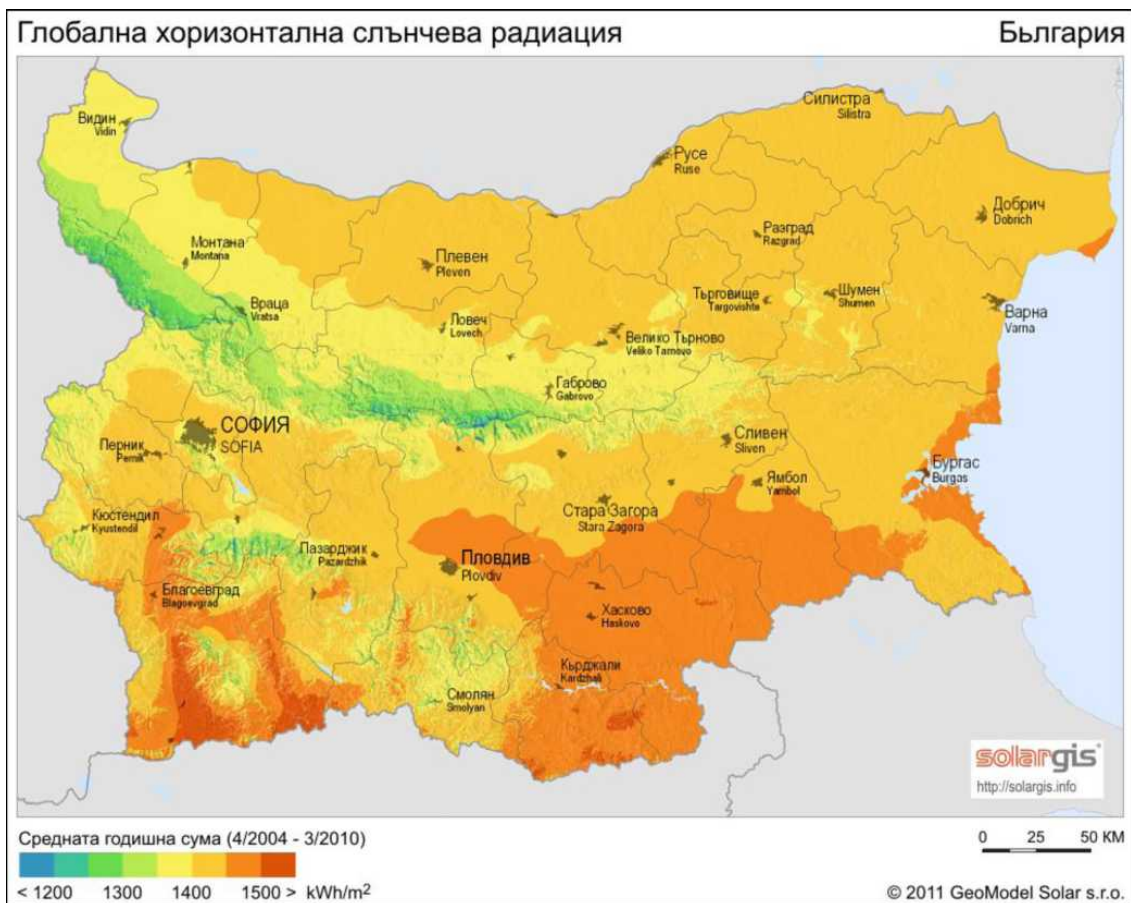 Глобална хоризонтална слънчева радиация
Бьлгария
Видин
Vidin
Силистра
Silistra
Русе
Ruse
Добрич
Dobrich
Разград
Razgrad
Монтана
Montana
Плевен
Pleven
Търговище
Targovishte
Шумен
Shumen
Варна
Varna
Враца
Vratsa
Ловеч
Lovech
Велико Търново
Veliko Tarnovo
Габрово
Gabrovo
СОФИЯ
SOFIA
Перник
Pernik
Сливен
Sliven
Бургас
Burgas
Ямбол
Yambol
Стара Загора
Stara Zagora
Кюстендил
Kyustendil
Пазарджик
Pazardzhik
Пловдив
Plovdiv
Благоевград
Blagoevgrad
Хасково
Haskovo
Кърджали
Kardzhali
Смолян
Smolyan
solargis
http://solargis.info
Средната годишна сума (4/2004 - 3/2010)
0 25 50 КМ
< 1200 1300 1400 1500 > kWh/m²
© 2011 GeoModel Solar s.r.o.